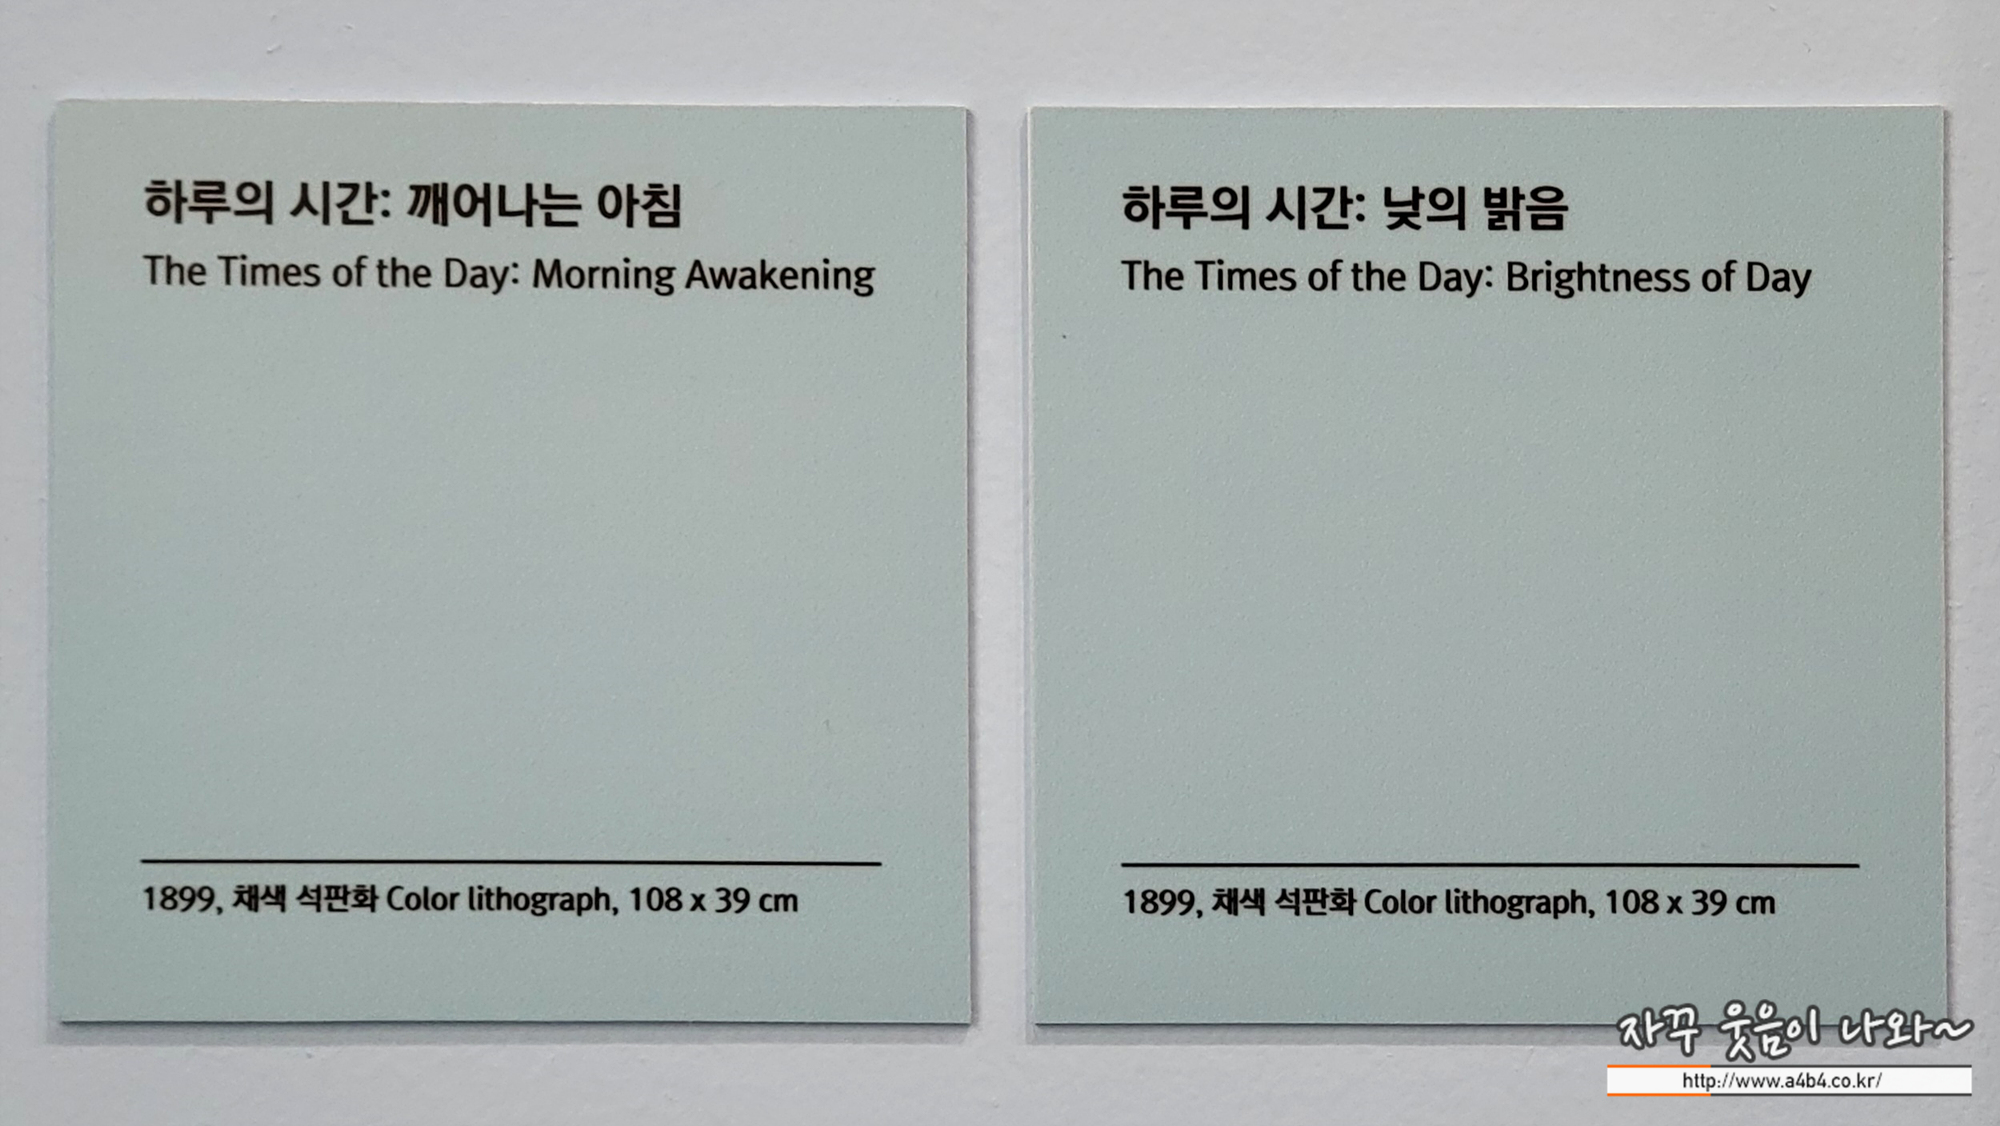 하루의 시간: 깨어나는 아침
The Times of the Day: Morning Awakening
1899, 채색 석판화 Color lithograph, 108 x 39 cm
하루의 시간: 낮의 밝음
The Times of the Day: Brightness of Day
1899, 채색 석판화 Color lithograph, 108 x 39 cm
자꾸 웃음이 나와~
http://www.a4b4.co.kr/